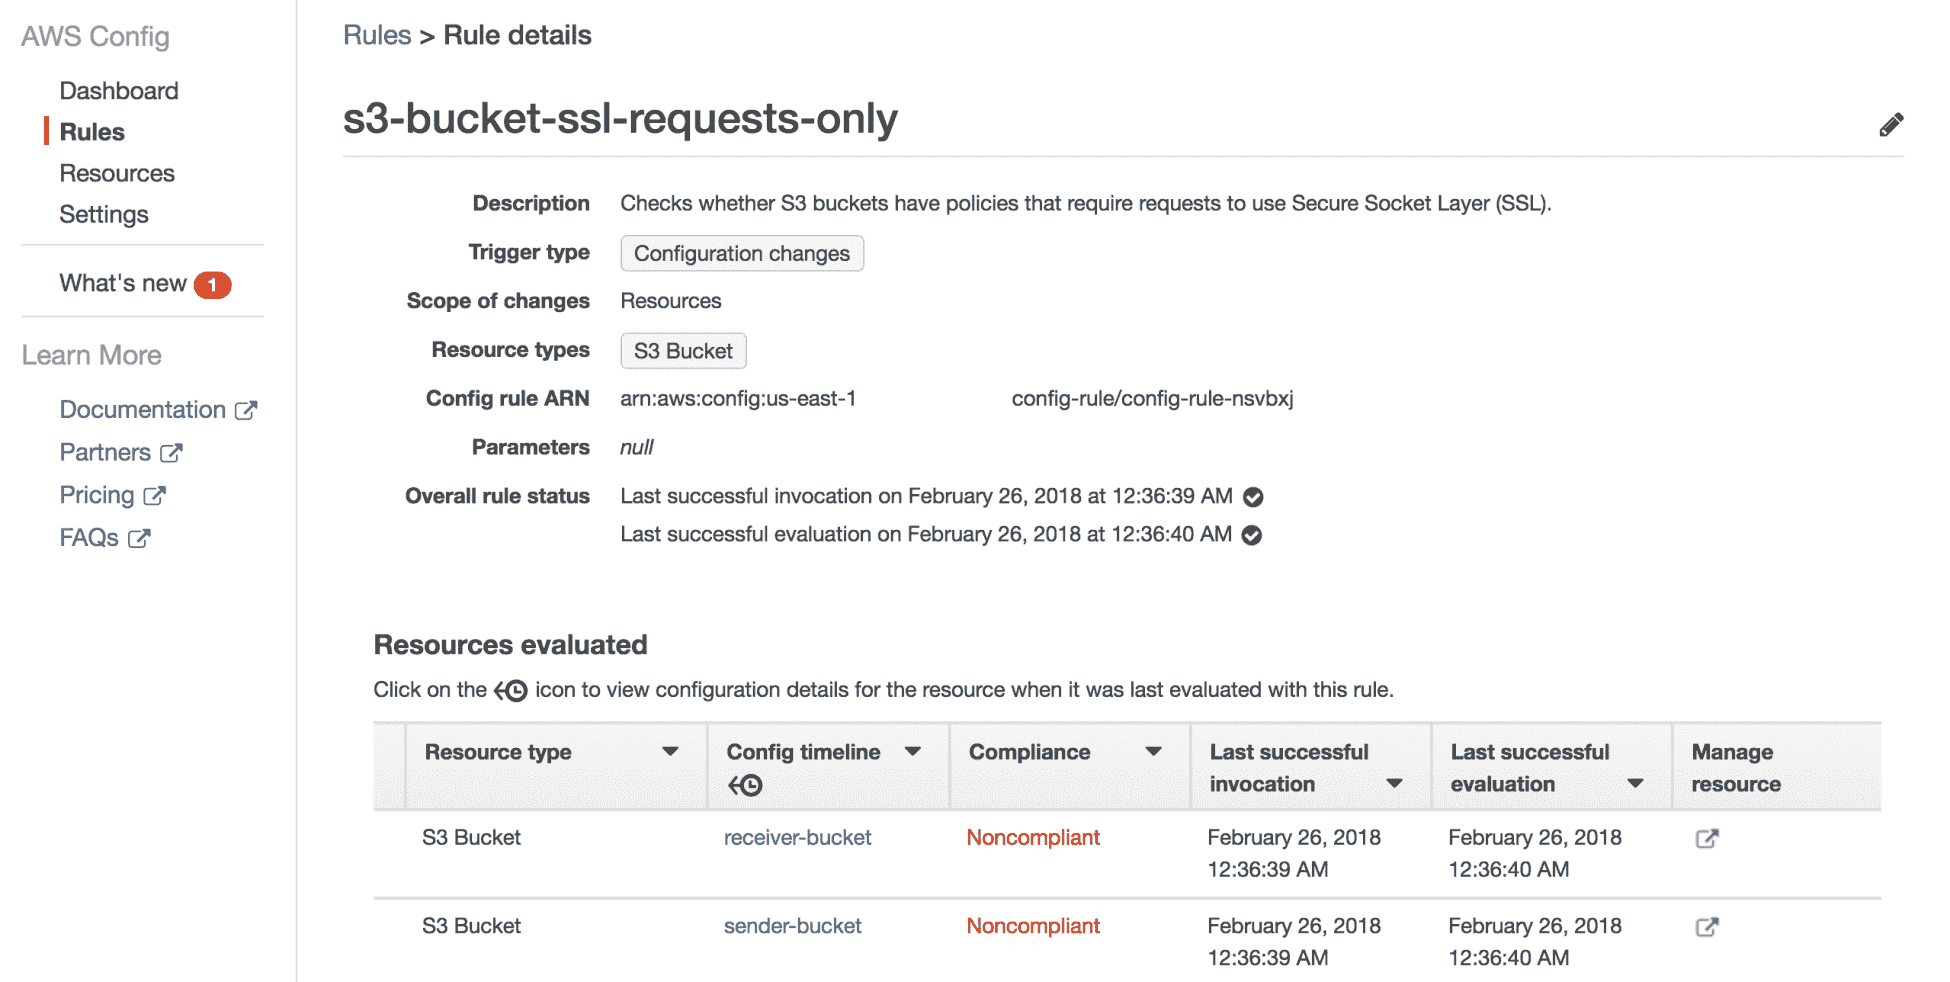 AWS Config
Dashboard
Rules
Resources
Settings
What's new 1
Learn More
Documentation
Partners
Pricing
FAQs
Rules > Rule details
s3-bucket-ssl-requests-only
Description Checks whether S3 buckets have policies that require requests to use Secure Socket Layer (SSL).
Trigger type Configuration changes
Scope of changes Resources
Resource types S3 Bucket
Config rule ARN arn:aws:config:us-east-1 config-rule/config-rule-nsvbxj
Parameters null
Overall rule status Last successful invocation on February 26, 2018 at 12:36:39 AM
Last successful evaluation on February 26, 2018 at 12:36:40 AM
Resources evaluated
Click on the icon to view configuration details for the resource when it was last evaluated with this rule.
Resource type Config timeline Compliance Last successful Last successful Manage
invocation evaluation resource
S3 Bucket receiver-bucket Noncompliant February 26, 2018 February 26, 2018
12:36:39 AM 12:36:40 AM
S3 Bucket sender-bucket Noncompliant February 26, 2018 February 26, 2018
12:36:39 AM 12:36:40 AM